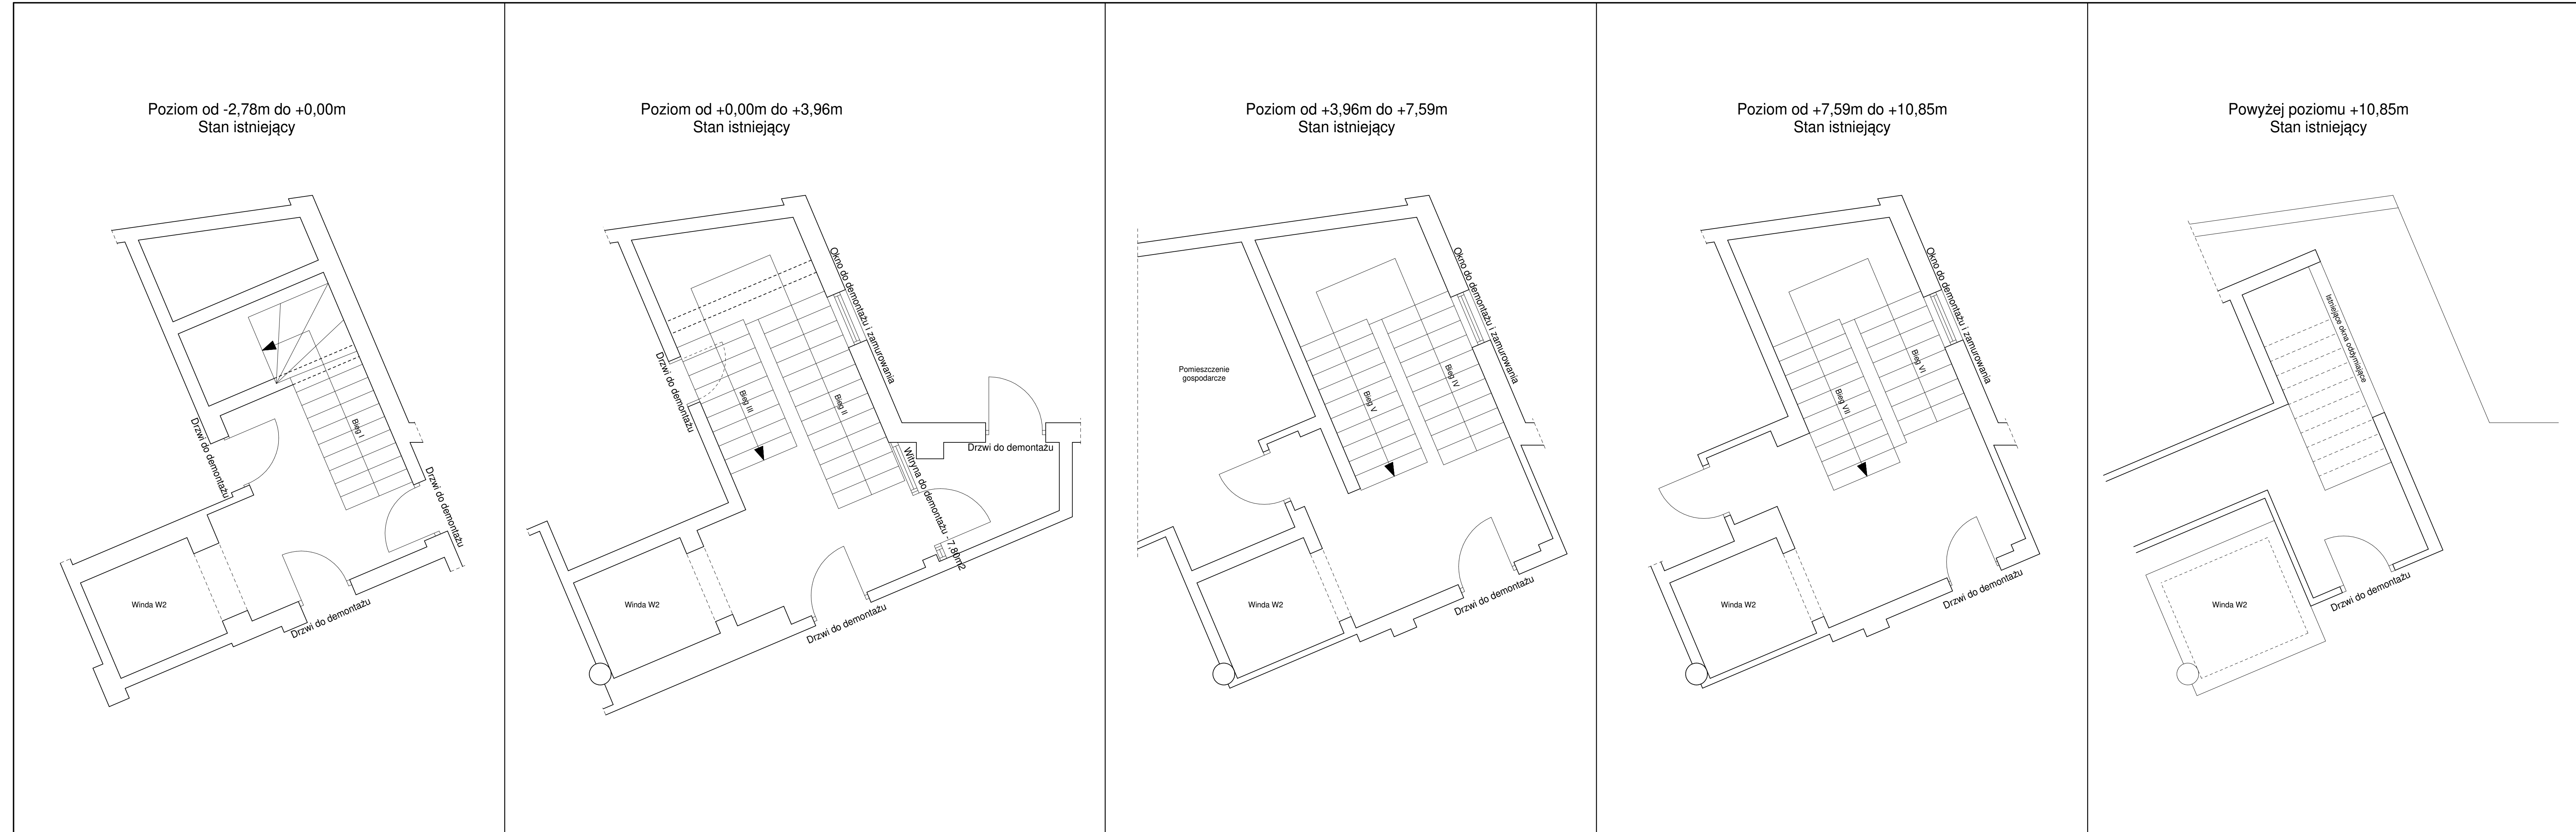 Poziom od -2,78m do +0,00m
Stan istniejący
Drzwi do demontażu
Bieg I
Drzwi do demontażu
Winda W2
Drzwi do demontażu
Poziom od +0,00m do +3,96m
Stan istniejący
Okno do demontażu i zamurowania
Drzwi do demontażu
Bieg III
Bieg II
Drzwi do demontażu
Witryna do demontażu - 7,80m2
Winda W2
Drzwi do demontażu
Poziom od +3,96m do +7,59m
Stan istniejący
Okno do demontażu i zamurowania
Pomieszczenie
gospodarcze
Bieg V
Bieg IV
Winda W2
Drzwi do demontażu
Poziom od +7,59m do +10,85m
Stan istniejący
Okno do demontażu i zamurowania
Bieg VI
Bieg VII
Winda W2
Drzwi do demontażu
Powyżej poziomu +10,85m
Stan istniejący
Istniejące okna oddymiające
Winda W2
Drzwi do demontażu